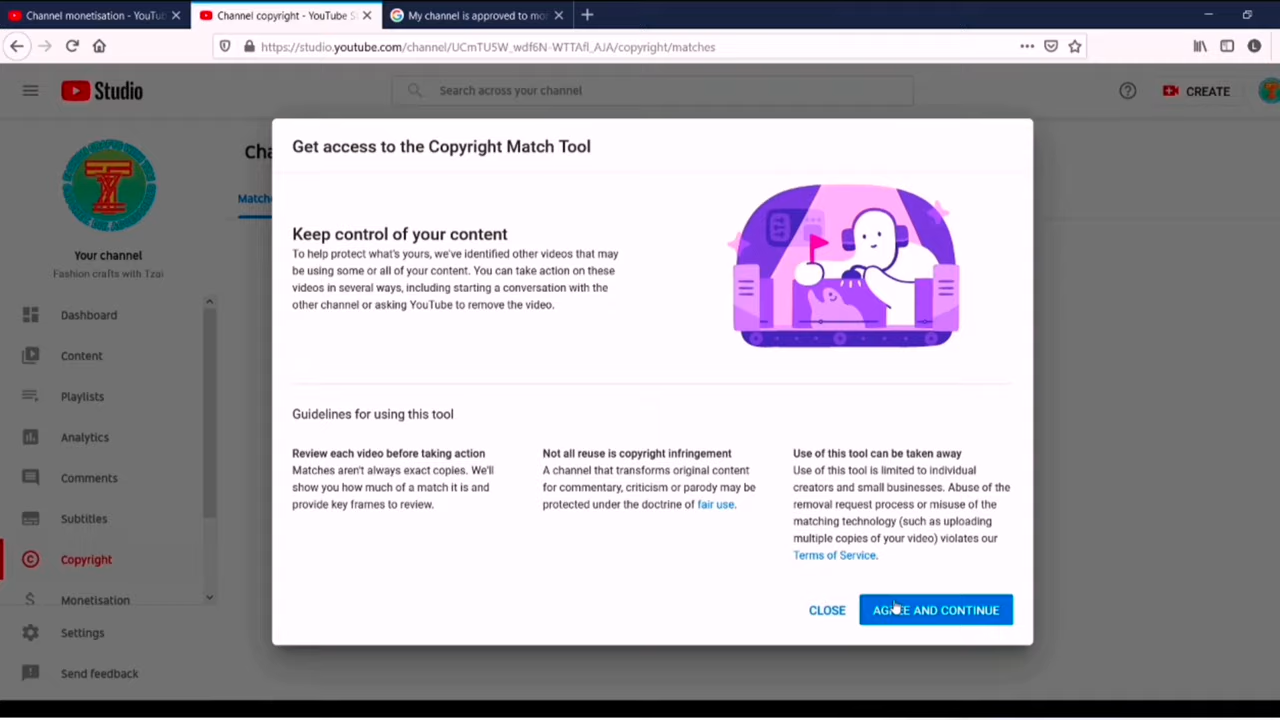 Channel monetisation - YouTu
Channel copyright - YouTube S
My channel is approved to mo
https://studio.youtube.com/channel/UCmTU5W_wdf6N-WTTAfl_AJA/copyright/matches
L
Studio
Search across your channel
CREATE
Your channel
Fashion crafts with Tzai
Dashboard
Content
Playlists
Analytics
Comments
Subtitles
Copyright
Monetisation
Settings
Send feedback
Cha
Matche
Get access to the Copyright Match Tool
Keep control of your content
To help protect what's yours, we've identified other videos that may
be using some or all of your content. You can take action on these
videos in several ways, including starting a conversation with the
other channel or asking YouTube to remove the video.
Guidelines for using this tool
Review each video before taking action
Matches aren't always exact copies. We'll
show you how much of a match it is and
provide key frames to review.
Not all reuse is copyright infringement
A channel that transforms original content
for commentary, criticism or parody may be
protected under the doctrine of fair use.
Use of this tool can be taken away
Use of this tool is limited to individual
creators and small businesses. Abuse of the
removal request process or misuse of the
matching technology (such as uploading
multiple copies of your video) violates our
Terms of Service.
CLOSE
AGREE AND CONTINUE